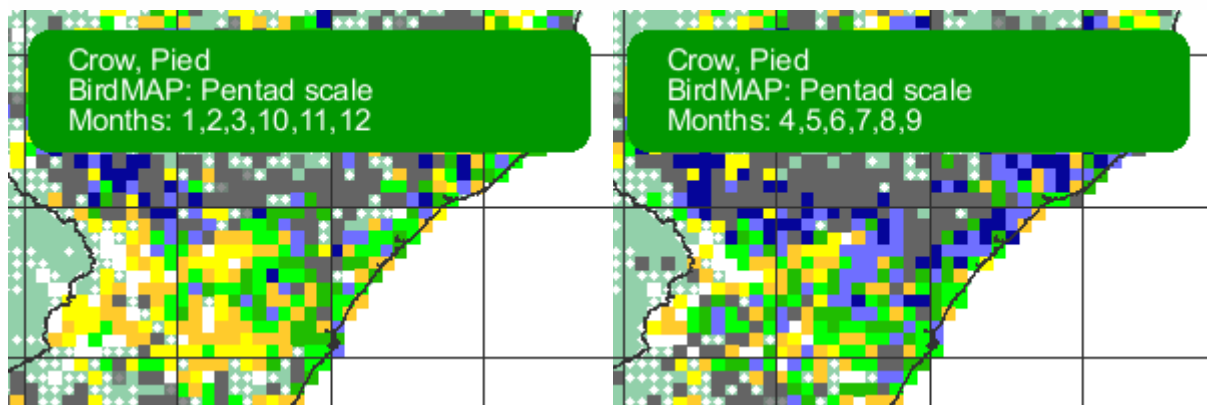 Crow, Pied
BirdMAP: Pentad scale
Months: 1,2,3,10,11,12
Crow, Pied
BirdMAP: Pentad scale
Months: 4,5,6,7,8,9